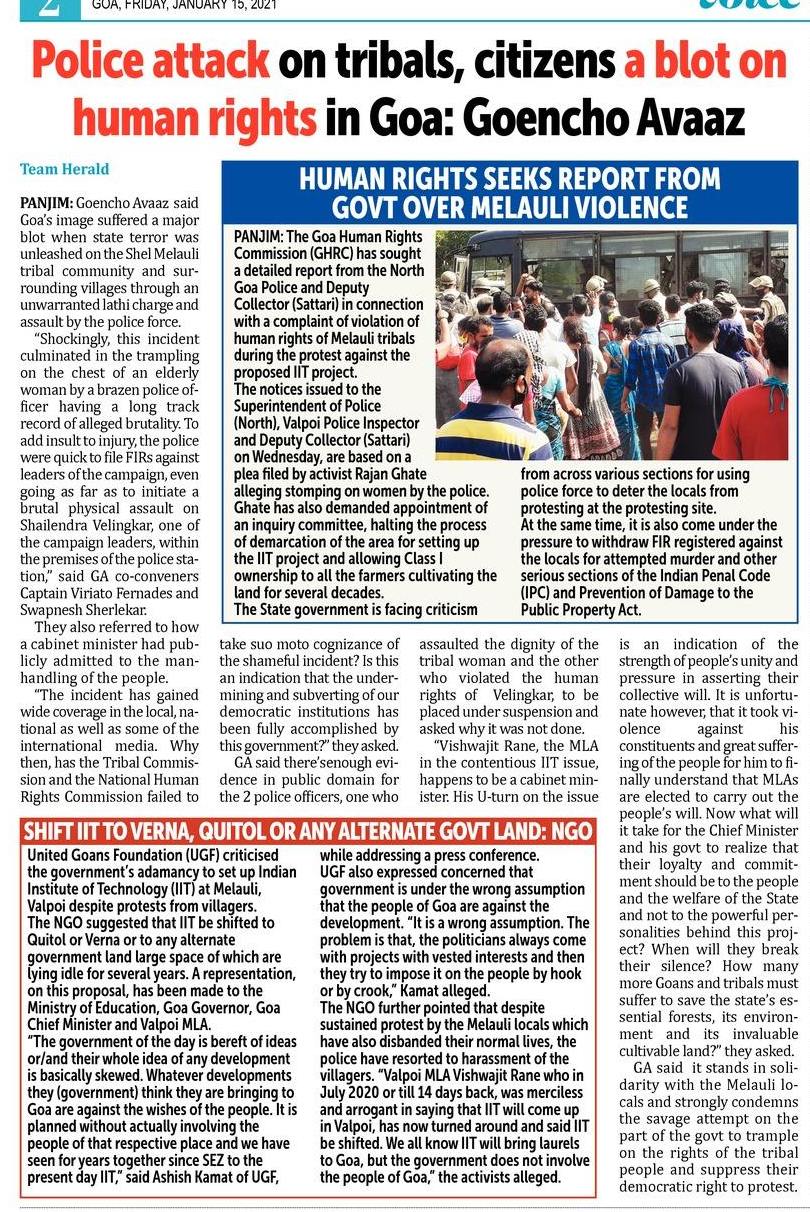 2
GOA, FRIDAY, JANUARY 15, 2021
Police attack on tribals, citizens a blot on
human rights in Goa: Goencho Avaaz
Team Herald
PANJIM: Goencho Avaaz said
Goa's image suffered a major
blot when state terror was
unleashed on the Shel Melauli
tribal community and sur-
rounding villages through an
unwarranted lathi charge and
assault by the police force.
"Shockingly, this incident
culminated in the trampling
on the chest of an elderly
woman by a brazen police of-
ficer having a long track
record of alleged brutality. To
add insult to injury, the police
were quick to file FIRs against
leaders of the campaign, even
going as far as to initiate a
brutal physical assault on
Shailendra Velingkar, one of
the campaign leaders, within
the premises of the police sta-
tion," said GA co-conveners
Captain Viriato Fernades and
Swapnesh Sherlekar.
They also referred to how
a cabinet minister had pub-
licly admitted to the man-
handling of the people.
"The incident has gained
wide coverage in the local, na-
tional as well as some of the
international media. Why
then, has the Tribal Commis-
sion and the National Human
Rights Commission failed to
take suo moto cognizance of
the shameful incident? Is this
an indication that the under-
mining and subverting of our
democratic institutions has
been fully accomplished by
this government?" they asked.
GA said there'senough evi-
dence in public domain for
the 2 police officers, one who
assaulted the dignity of the
tribal woman and the other
who violated the human
rights of Velingkar, to be
placed under suspension and
asked why it was not done.
"Vishwajit Rane, the MLA
in the contentious IIT issue,
happens to be a cabinet min-
ister. His U-turn on the issue
is an indication of the
strength of people's unity and
pressure in asserting their
collective will. It is unfortu-
nate however, that it took vi-
olence against his
constituents and great suffer-
ing of the people for him to fi-
nally understand that MLAs
are elected to carry out the
people's will. Now what will
it take for the Chief Minister
and his govt to realize that
their loyalty and commit-
ment should be to the people
and the welfare of the State
and not to the powerful per-
sonalities behind this proj-
ect? When will they break
their silence? How many
more Goans and tribals must
suffer to save the state's es-
sential forests, its environ-
ment and its invaluable
cultivable land?" they asked.
GA said it stands in soli-
darity with the Melauli lo-
cals and strongly condemns
the savage attempt on the
part of the govt to trample
on the rights of the tribal
people and suppress their
democratic right to protest.
HUMAN RIGHTS SEEKS REPORT FROM
GOVT OVER MELAULI VIOLENCE
PANJIM: The Goa Human Rights
Commission (GHRC) has sought
a detailed report from the North
Goa Police and Deputy
Collector (Sattari) in connection
with a complaint of violation of
human rights of Melauli tribals
during the protest against the
proposed IIT project.
The notices issued to the
Superintendent of Police
(North), Valpoi Police Inspector
and Deputy Collector (Sattari)
on Wednesday, are based on a
plea filed by activist Rajan Ghate
alleging stomping on women by the police.
Ghate has also demanded appointment of
an inquiry committee, halting the process
of demarcation of the area for setting up
the IIT project and allowing Class I
ownership to all the farmers cultivating the
land for several decades.
The State government is facing criticism
from across various sections for using
police force to deter the locals from
protesting at the protesting site.
At the same time, it is also come under the
pressure to withdraw FIR registered against
the locals for attempted murder and other
serious sections of the Indian Penal Code
(IPC) and Prevention of Damage to the
Public Property Act.
SHIFT IIT TO VERNA, QUITOL OR ANY ALTERNATE GOVT LAND: NGO
United Goans Foundation (UGF) criticised
the government's adamancy to set up Indian
Institute of Technology (IIT) at Melauli,
Valpoi despite protests from villagers.
The NGO suggested that IIT be shifted to
Quitol or Verna or to any alternate
government land large space of which are
lying idle for several years. A representation,
on this proposal, has been made to the
Ministry of Education, Goa Governor, Goa
Chief Minister and Valpoi MLA.
"The government of the day is bereft of ideas
or/and their whole idea of any development
is basically skewed. Whatever developments
they (government) think they are bringing to
Goa are against the wishes of the people. It is
planned without actually involving the
people of that respective place and we have
seen for years together since SEZ to the
present day IIT," said Ashish Kamat of UGF,
while addressing a press conference.
UGF also expressed concerned that
government is under the wrong assumption
that the people of Goa are against the
development. "It is a wrong assumption. The
problem is that, the politicians always come
with projects with vested interests and then
they try to impose it on the people by hook
or by crook," Kamat alleged.
The NGO further pointed that despite
sustained protest by the Melauli locals which
have also disbanded their normal lives, the
police have resorted to harassment of the
villagers. "Valpoi MLA Vishwajit Rane who in
July 2020 or till 14 days back, was merciless
and arrogant in saying that IIT will come up
in Valpoi, has now turned around and said IIT
be shifted. We all know IIT will bring laurels
to Goa, but the government does not involve
the people of Goa," the activists alleged.